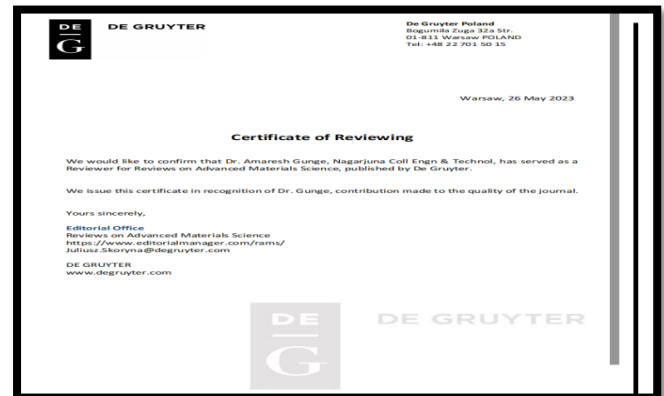 DE
G
DE GRUYTER
De Gruyter Poland
Bogumila Zuga 32a Str.
01-811 Warsaw POLAND
Tel: +48 22 701 50 15
Warsaw, 26 May 2023
Certificate of Reviewing
We would like to confirm that Dr. Amaresh Gunge, Nagarjuna Coll Engn & Technol, has served as a
Reviewer for Reviews on Advanced Materials Science, published by De Gruyter.
We issue this certificate in recognition of Dr. Gunge, contribution made to the quality of the journal.
Yours sincerely,
Editorial Office
Reviews on Advanced Materials Science
https://www.editorialmanager.com/rams/
Juliusz.Skoryna@degruyter.com
DE GRUYTER
www.degruyter.com
DE
G
DE GRUYTER